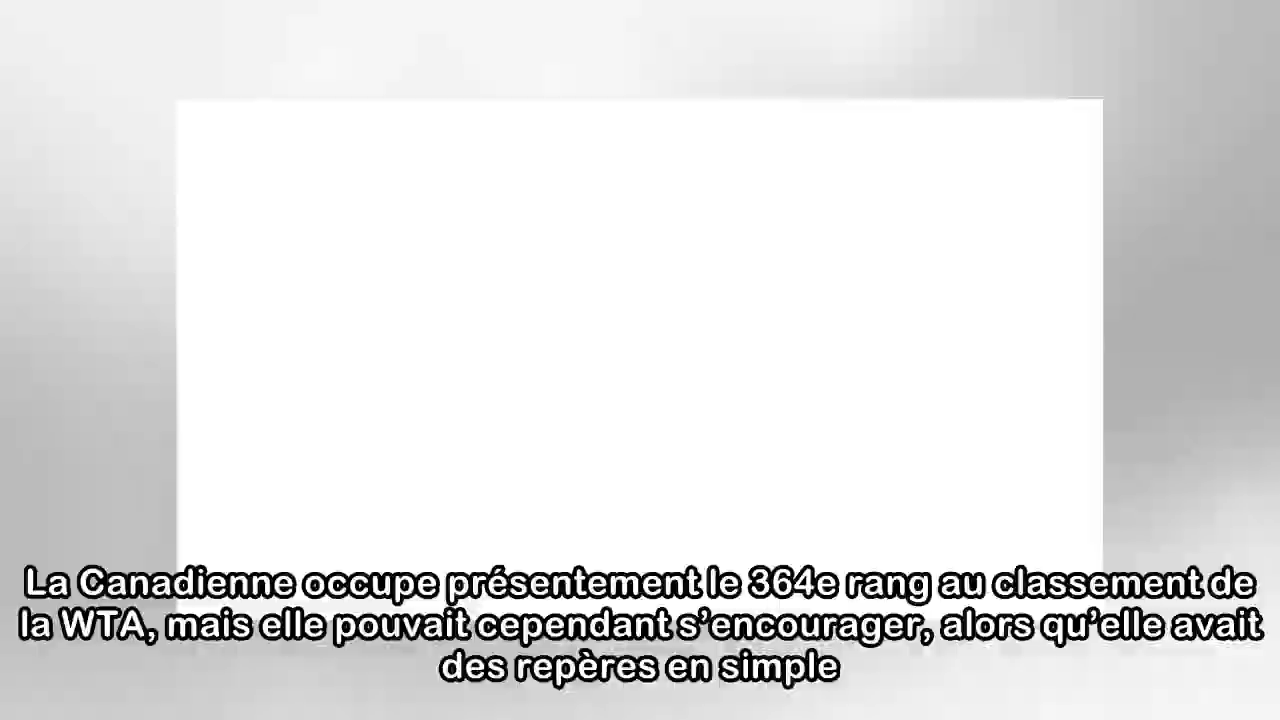 La Canadienne occupe présentement le 364e rang au classement de
la WTA, mais elle pouvait cependant s’encourager, alors qu’elle avait
des repères en simple